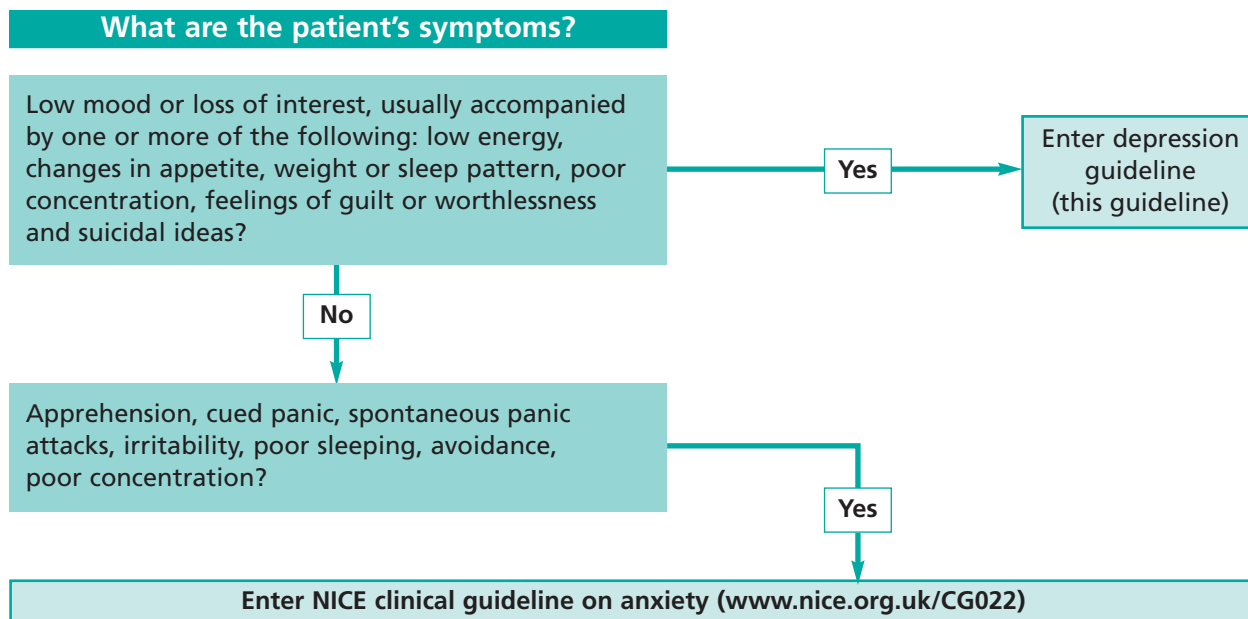 What are the patient's symptoms?
Low mood or loss of interest, usually accompanied
by one or more of the following: low energy,
changes in appetite, weight or sleep pattern, poor
concentration, feelings of guilt or worthlessness
and suicidal ideas?
Yes
Enter depression
guideline
(this guideline)
No
Apprehension, cued panic, spontaneous panic
attacks, irritability, poor sleeping, avoidance,
poor concentration?
Yes
Enter NICE clinical guideline on anxiety (www.nice.org.uk/CG022)